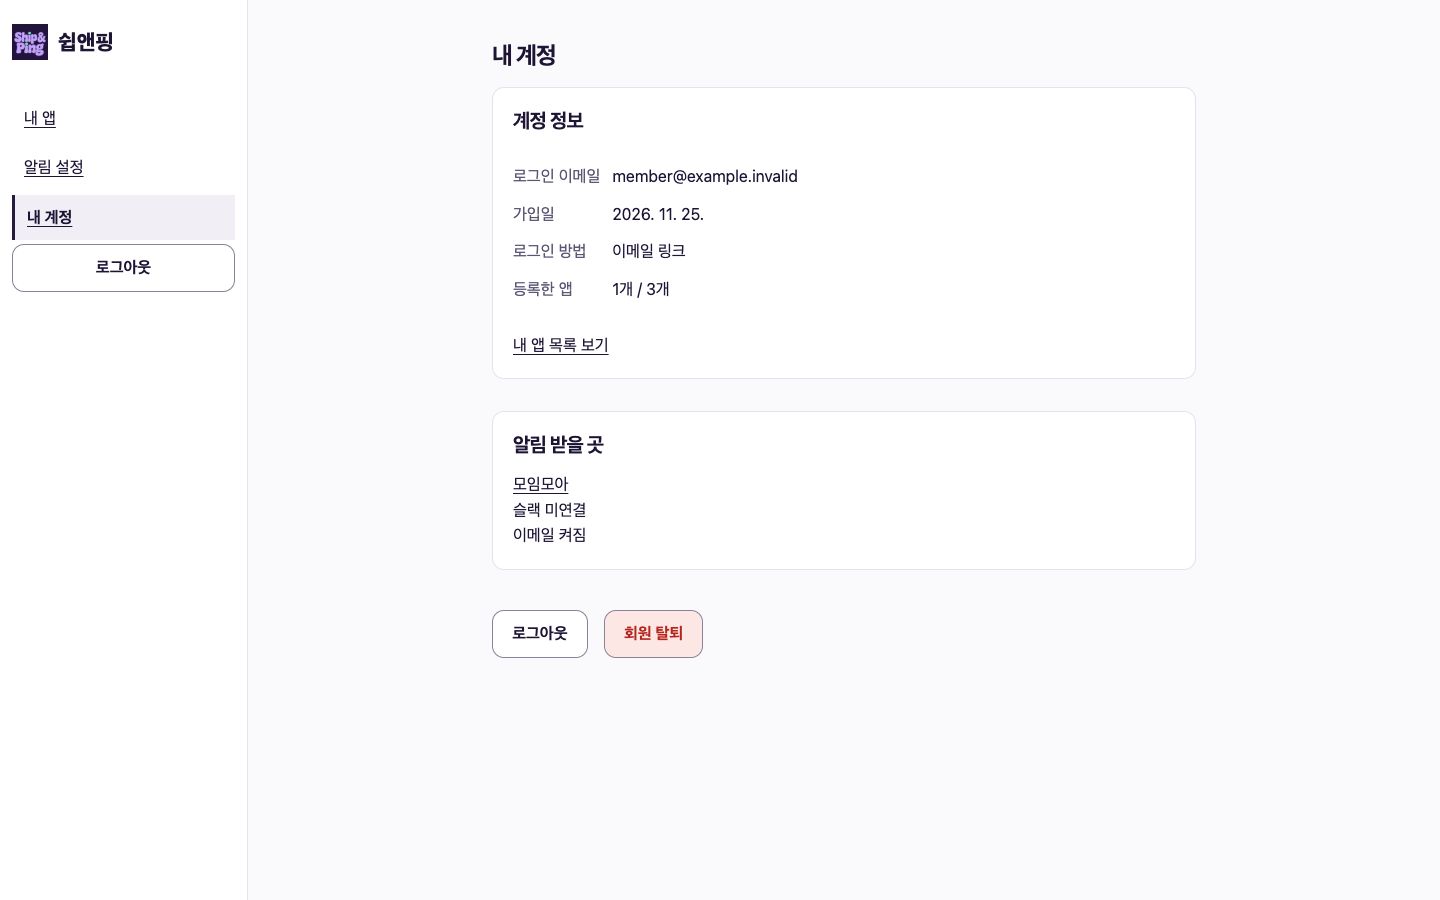 Ship&
Ping
쉽앤핑
내 앱
알림 설정
내 계정
로그아웃
내 계정
계정 정보
로그인 이메일 member@example.invalid
가입일 2026. 11. 25.
로그인 방법 이메일 링크
등록한 앱 1개 / 3개
내 앱 목록 보기
알림 받을 곳
모임모아
슬랙 미연결
이메일 켜짐
로그아웃 회원 탈퇴